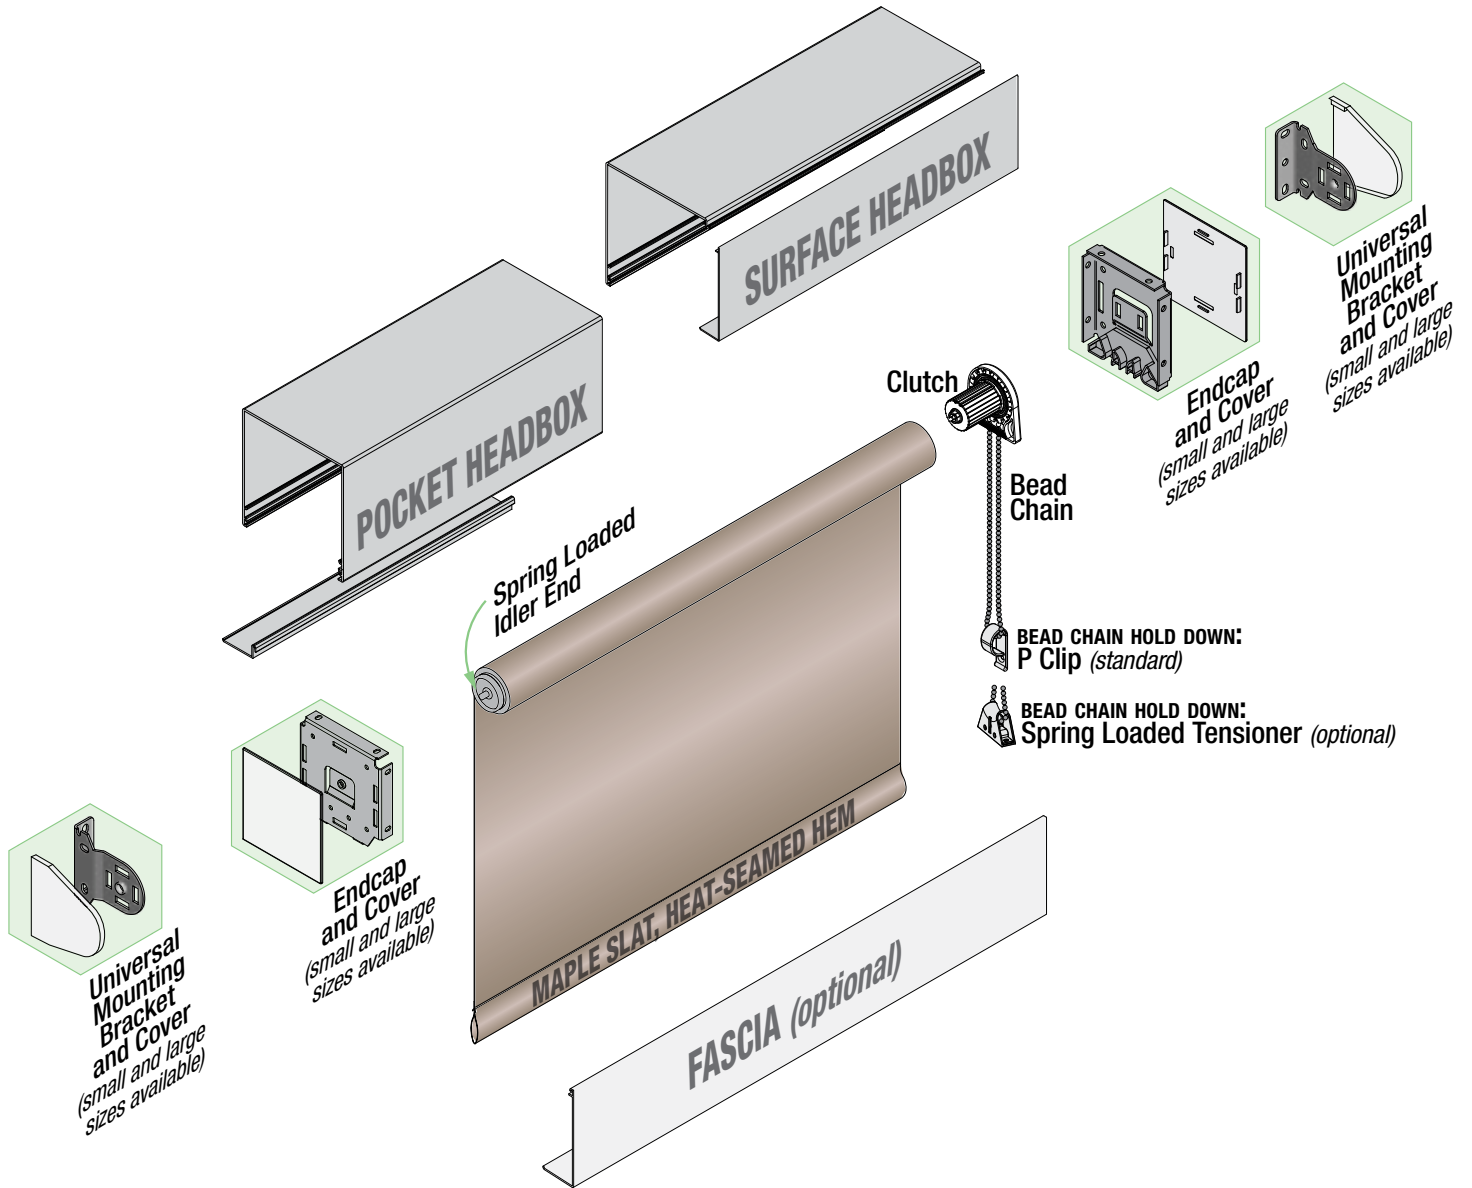 SURFACE HEADBOX
Universal
Mounting
Bracket
and Cover
(small and large
sizes available)
Endcap
and Cover
(small and large
sizes available)
POCKET HEADBOX
Clutch
Bead
Chain
Spring Loaded
Idler End
BEAD CHAIN HOLD DOWN:
P Clip (standard)
BEAD CHAIN HOLD DOWN:
Spring Loaded Tensioner (optional)
MAPLE SLAT, HEAT-SEAMED HEM
Endcap
and Cover
(small and large
sizes available)
Universal
Mounting
Bracket
and Cover
(small and large
sizes available)
FASCIA (optional)